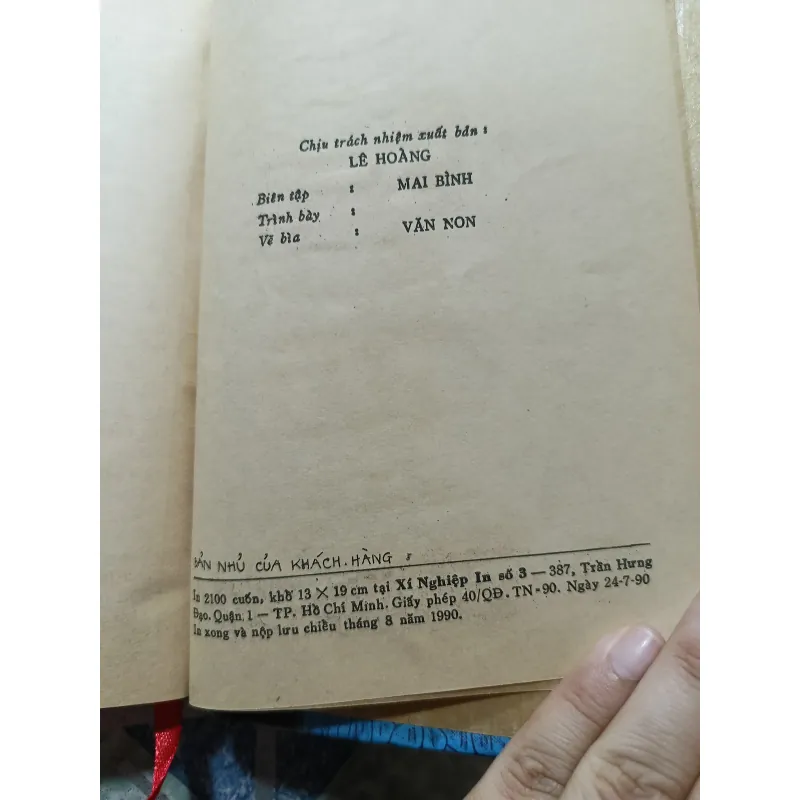 Chịu trách nhiệm xuất bản :
LÊ HOÀNG
Biên tập : MAI BÌNH
Trình bày :
Vẽ bìa : VĂN NON
BẢN NHỦ CỦA KHÁCH.HÀNG :
In 2100 cuốn, khổ 13 X 19 cm tại Xí Nghiệp In số 3 — 387, Trần Hưng
Đạo. Quận 1 — TP. Hồ Chí Minh. Giấy phép 40/QĐ. TN-90. Ngày 24-7-90
In xong và nộp lưu chiều tháng 8 năm 1990.